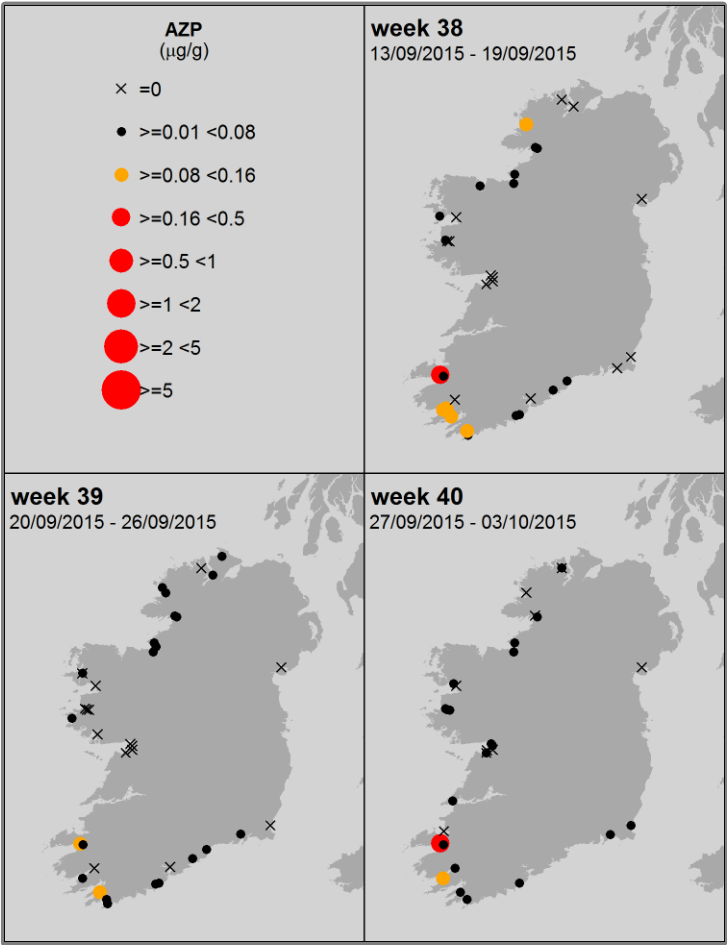 AZP
(µg/g)
=0
>=0.01 <0.08
>=0.08 <0.16
>=0.16 <0.5
>=0.5 <1
>=1 <2
>=2 <5
>=5
week 38
13/09/2015 - 19/09/2015
week 39
20/09/2015 - 26/09/2015
week 40
27/09/2015 - 03/10/2015